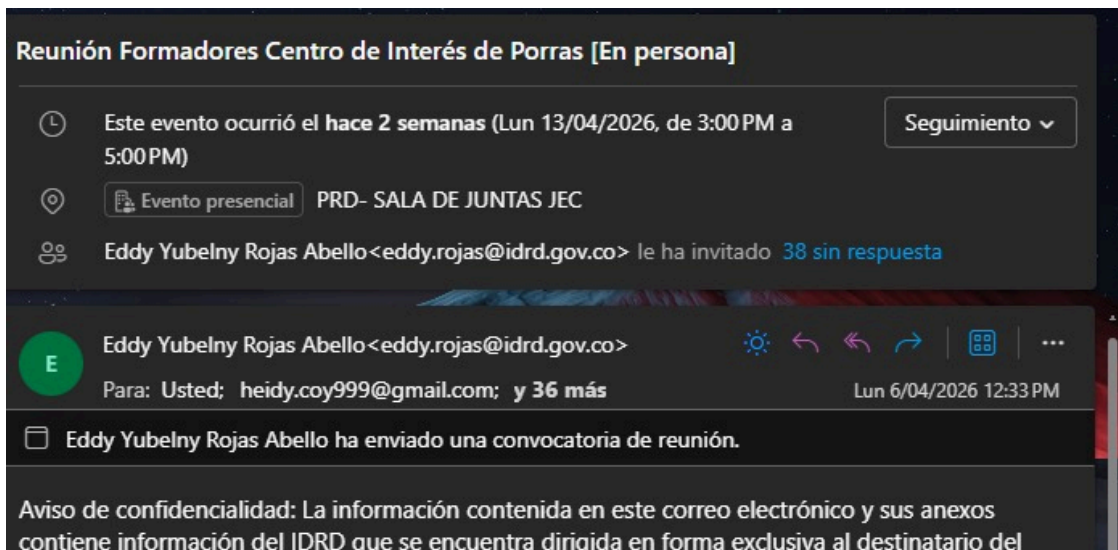 Reunión Formadores Centro de Interés de Porras [En persona]
Este evento ocurrió el hace 2 semanas (Lun 13/04/2026, de 3:00 PM a
5:00 PM)
Seguimiento
Evento presencial PRD- SALA DE JUNTAS JEC
Eddy Yubelny Rojas Abello<eddy.rojas@idrd.gov.co> le ha invitado 38 sin respuesta
E
Eddy Yubelny Rojas Abello<eddy.rojas@idrd.gov.co>
Para: Usted; heidy.coy999@gmail.com; y 36 más
Lun 6/04/2026 12:33 PM
Eddy Yubelny Rojas Abello ha enviado una convocatoria de reunión.
Aviso de confidencialidad: La información contenida en este correo electrónico y sus anexos
contiene información del IDRD que se encuentra dirigida en forma exclusiva al destinatario del